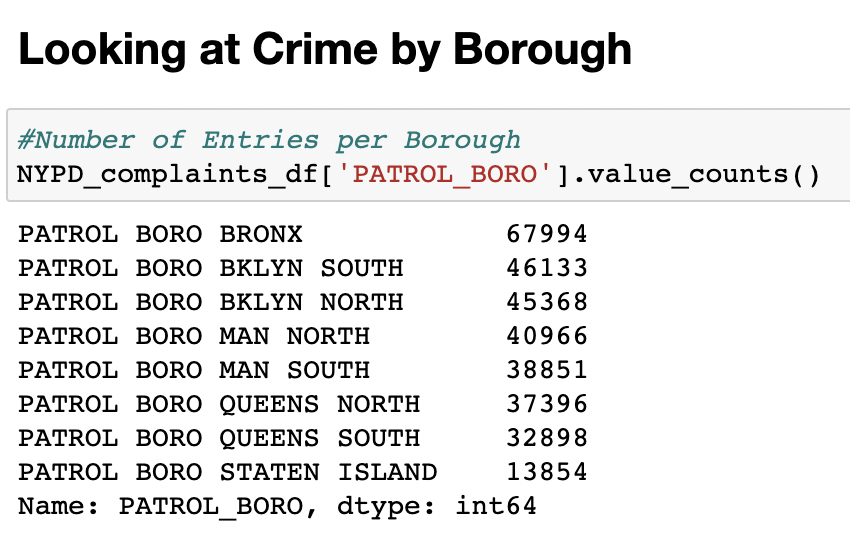 Looking at Crime by Borough
#Number of Entries per Borough
NYPD_complaints_df['PATROL_BORO'].value_counts()
PATROL BORO BRONX            67994
PATROL BORO BKLYN SOUTH      46133
PATROL BORO BKLYN NORTH      45368
PATROL BORO MAN NORTH        40966
PATROL BORO MAN SOUTH        38851
PATROL BORO QUEENS NORTH     37396
PATROL BORO QUEENS SOUTH     32898
PATROL BORO STATEN ISLAND    13854
Name: PATROL_BORO, dtype: int64